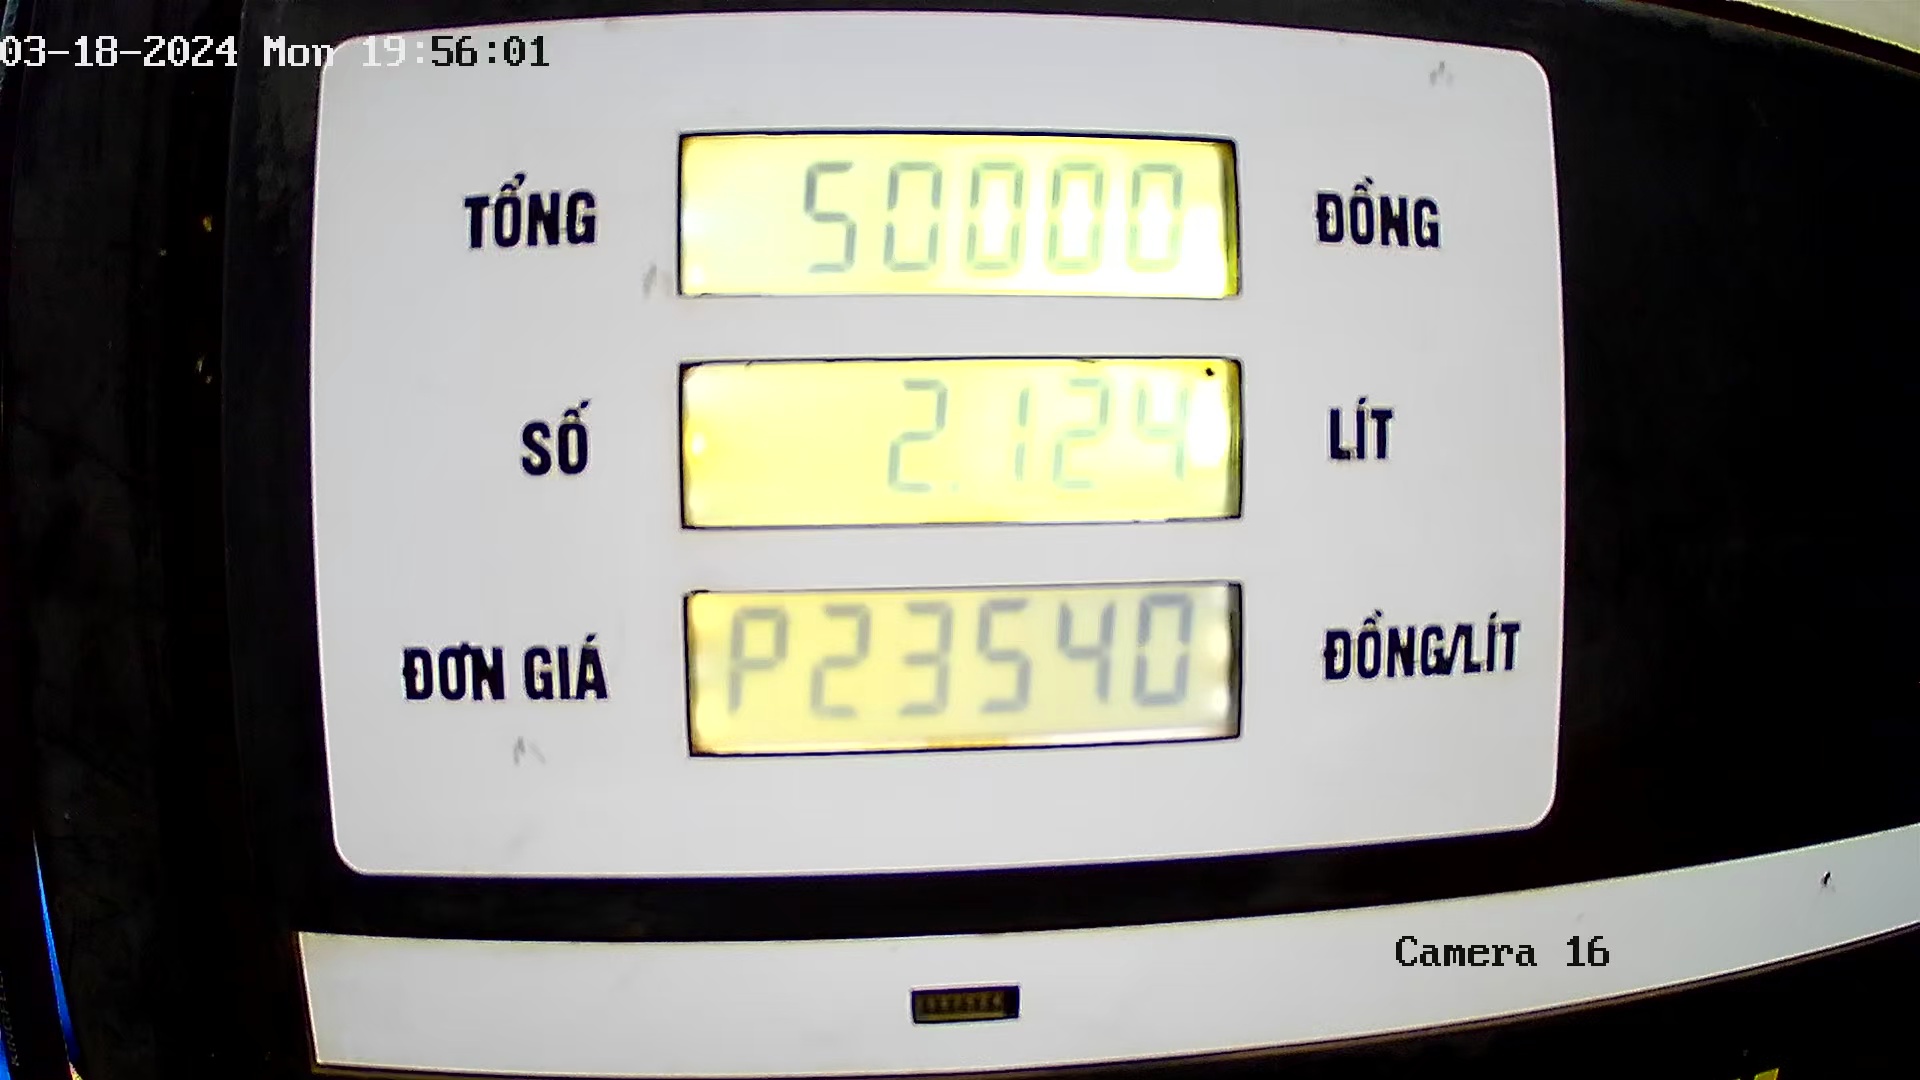 03-18-2024 Mon 19:56:01
TỔNG 50000 ĐỒNG
SỐ 2.124 LÍT
ĐƠN GIÁ P23540 ĐỒNG/LÍT
Camera 16